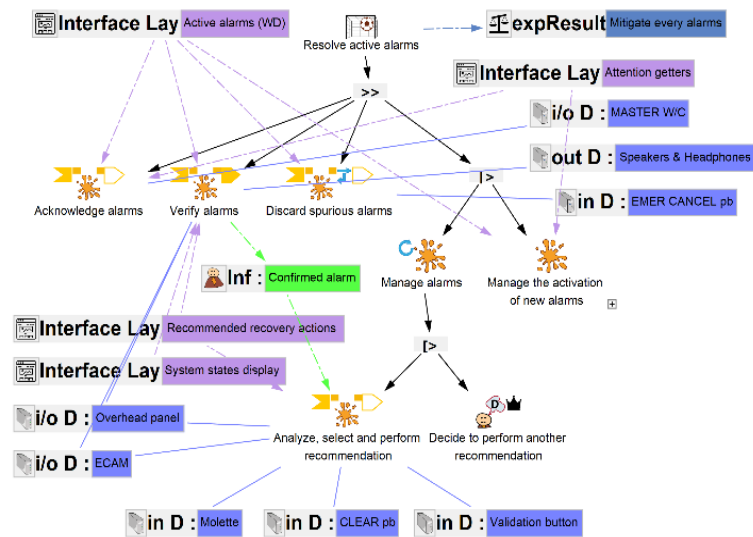 Interface Lay Active alarms (WD)
expResult Mitigate every alarms
Resolve active alarms
Interface Lay Attention getters
>>
i/o D : MASTER W/C
out D : Speakers & Headphones
|>
in D : EMER CANCEL pb
Acknowledge alarms
Verify alarms
Discard spurious alarms
Inf : Confirmed alarm
Manage alarms
Manage the activation
of new alarms
Interface Lay Recommended recovery actions
[>
Interface Lay System states display
i/o D : Overhead panel
D
Analyze, select and perform
recommendation
Decide to perform another
recommendation
i/o D : ECAM
in D : Molette
in D : CLEAR pb
in D : Validation button